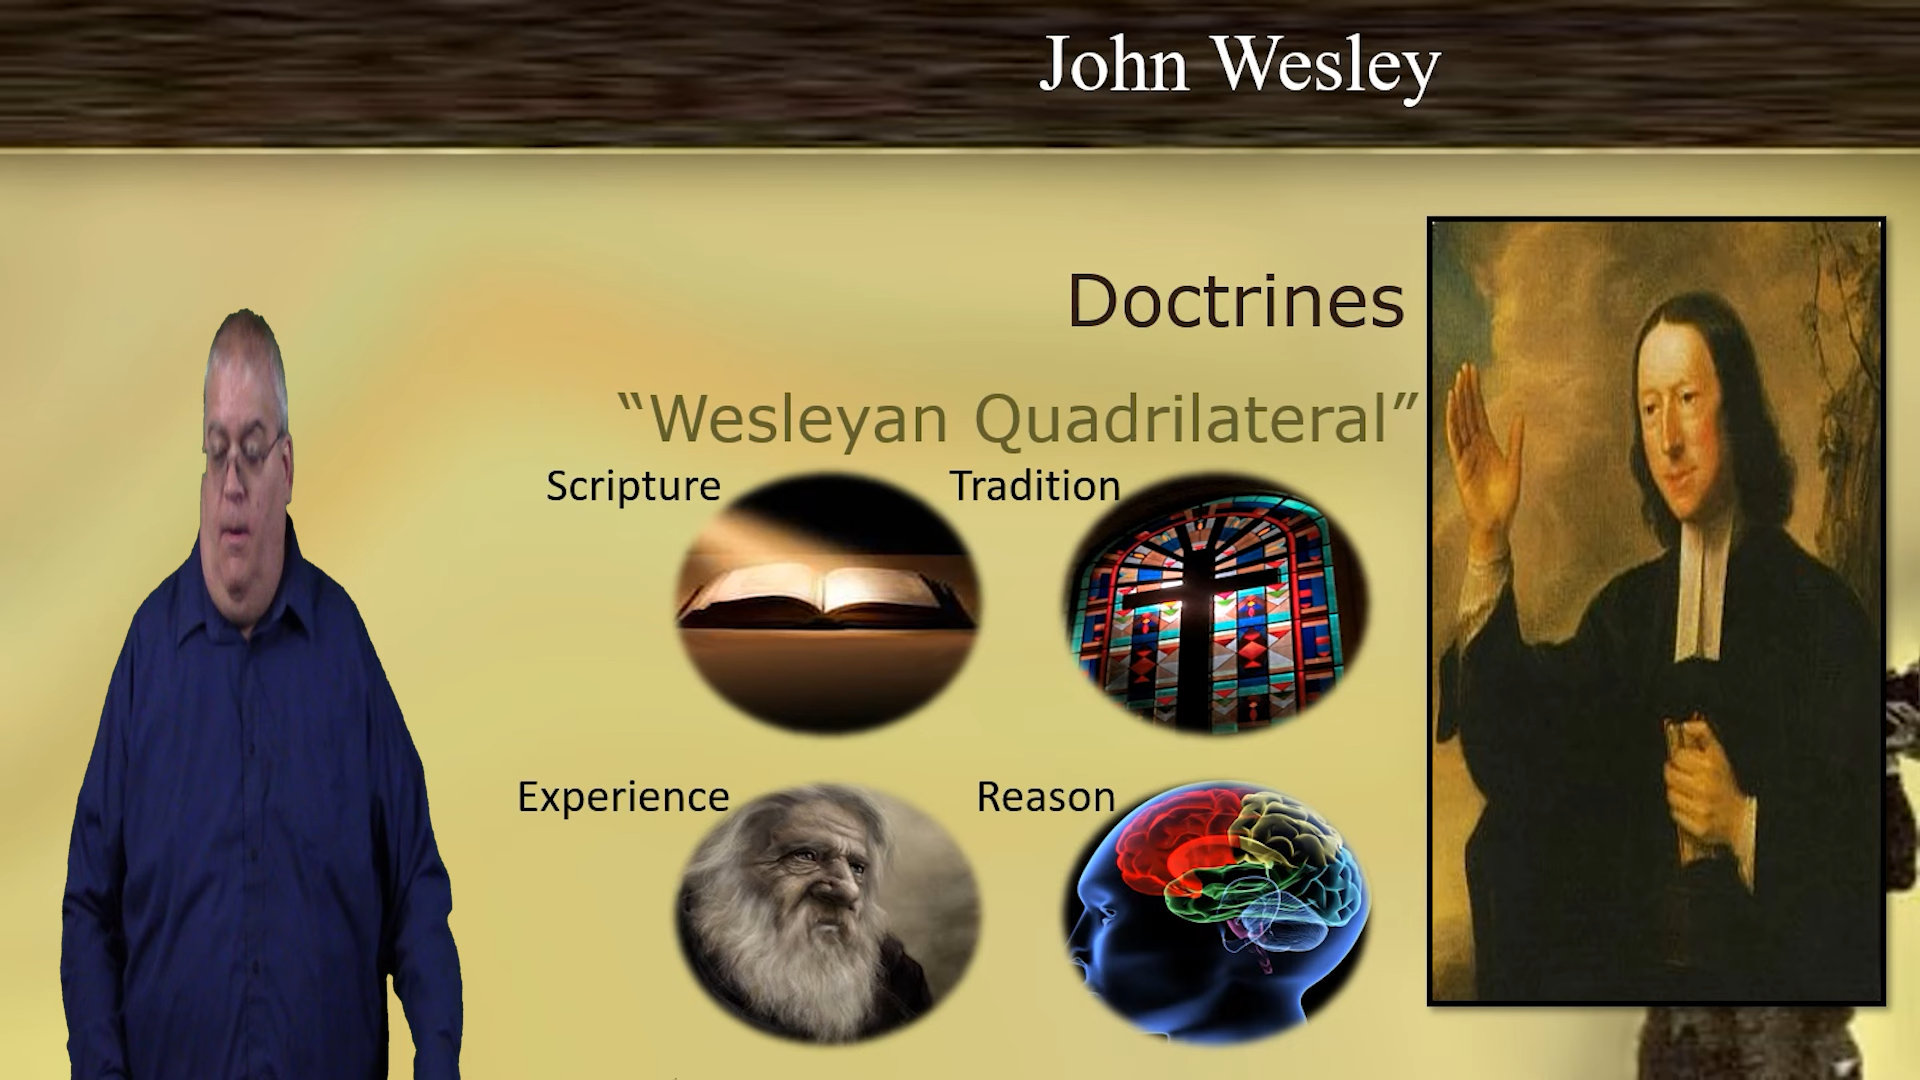 John Wesley
Doctrines
“Wesleyan Quadrilateral”
Scripture
Tradition
Experience
Reason